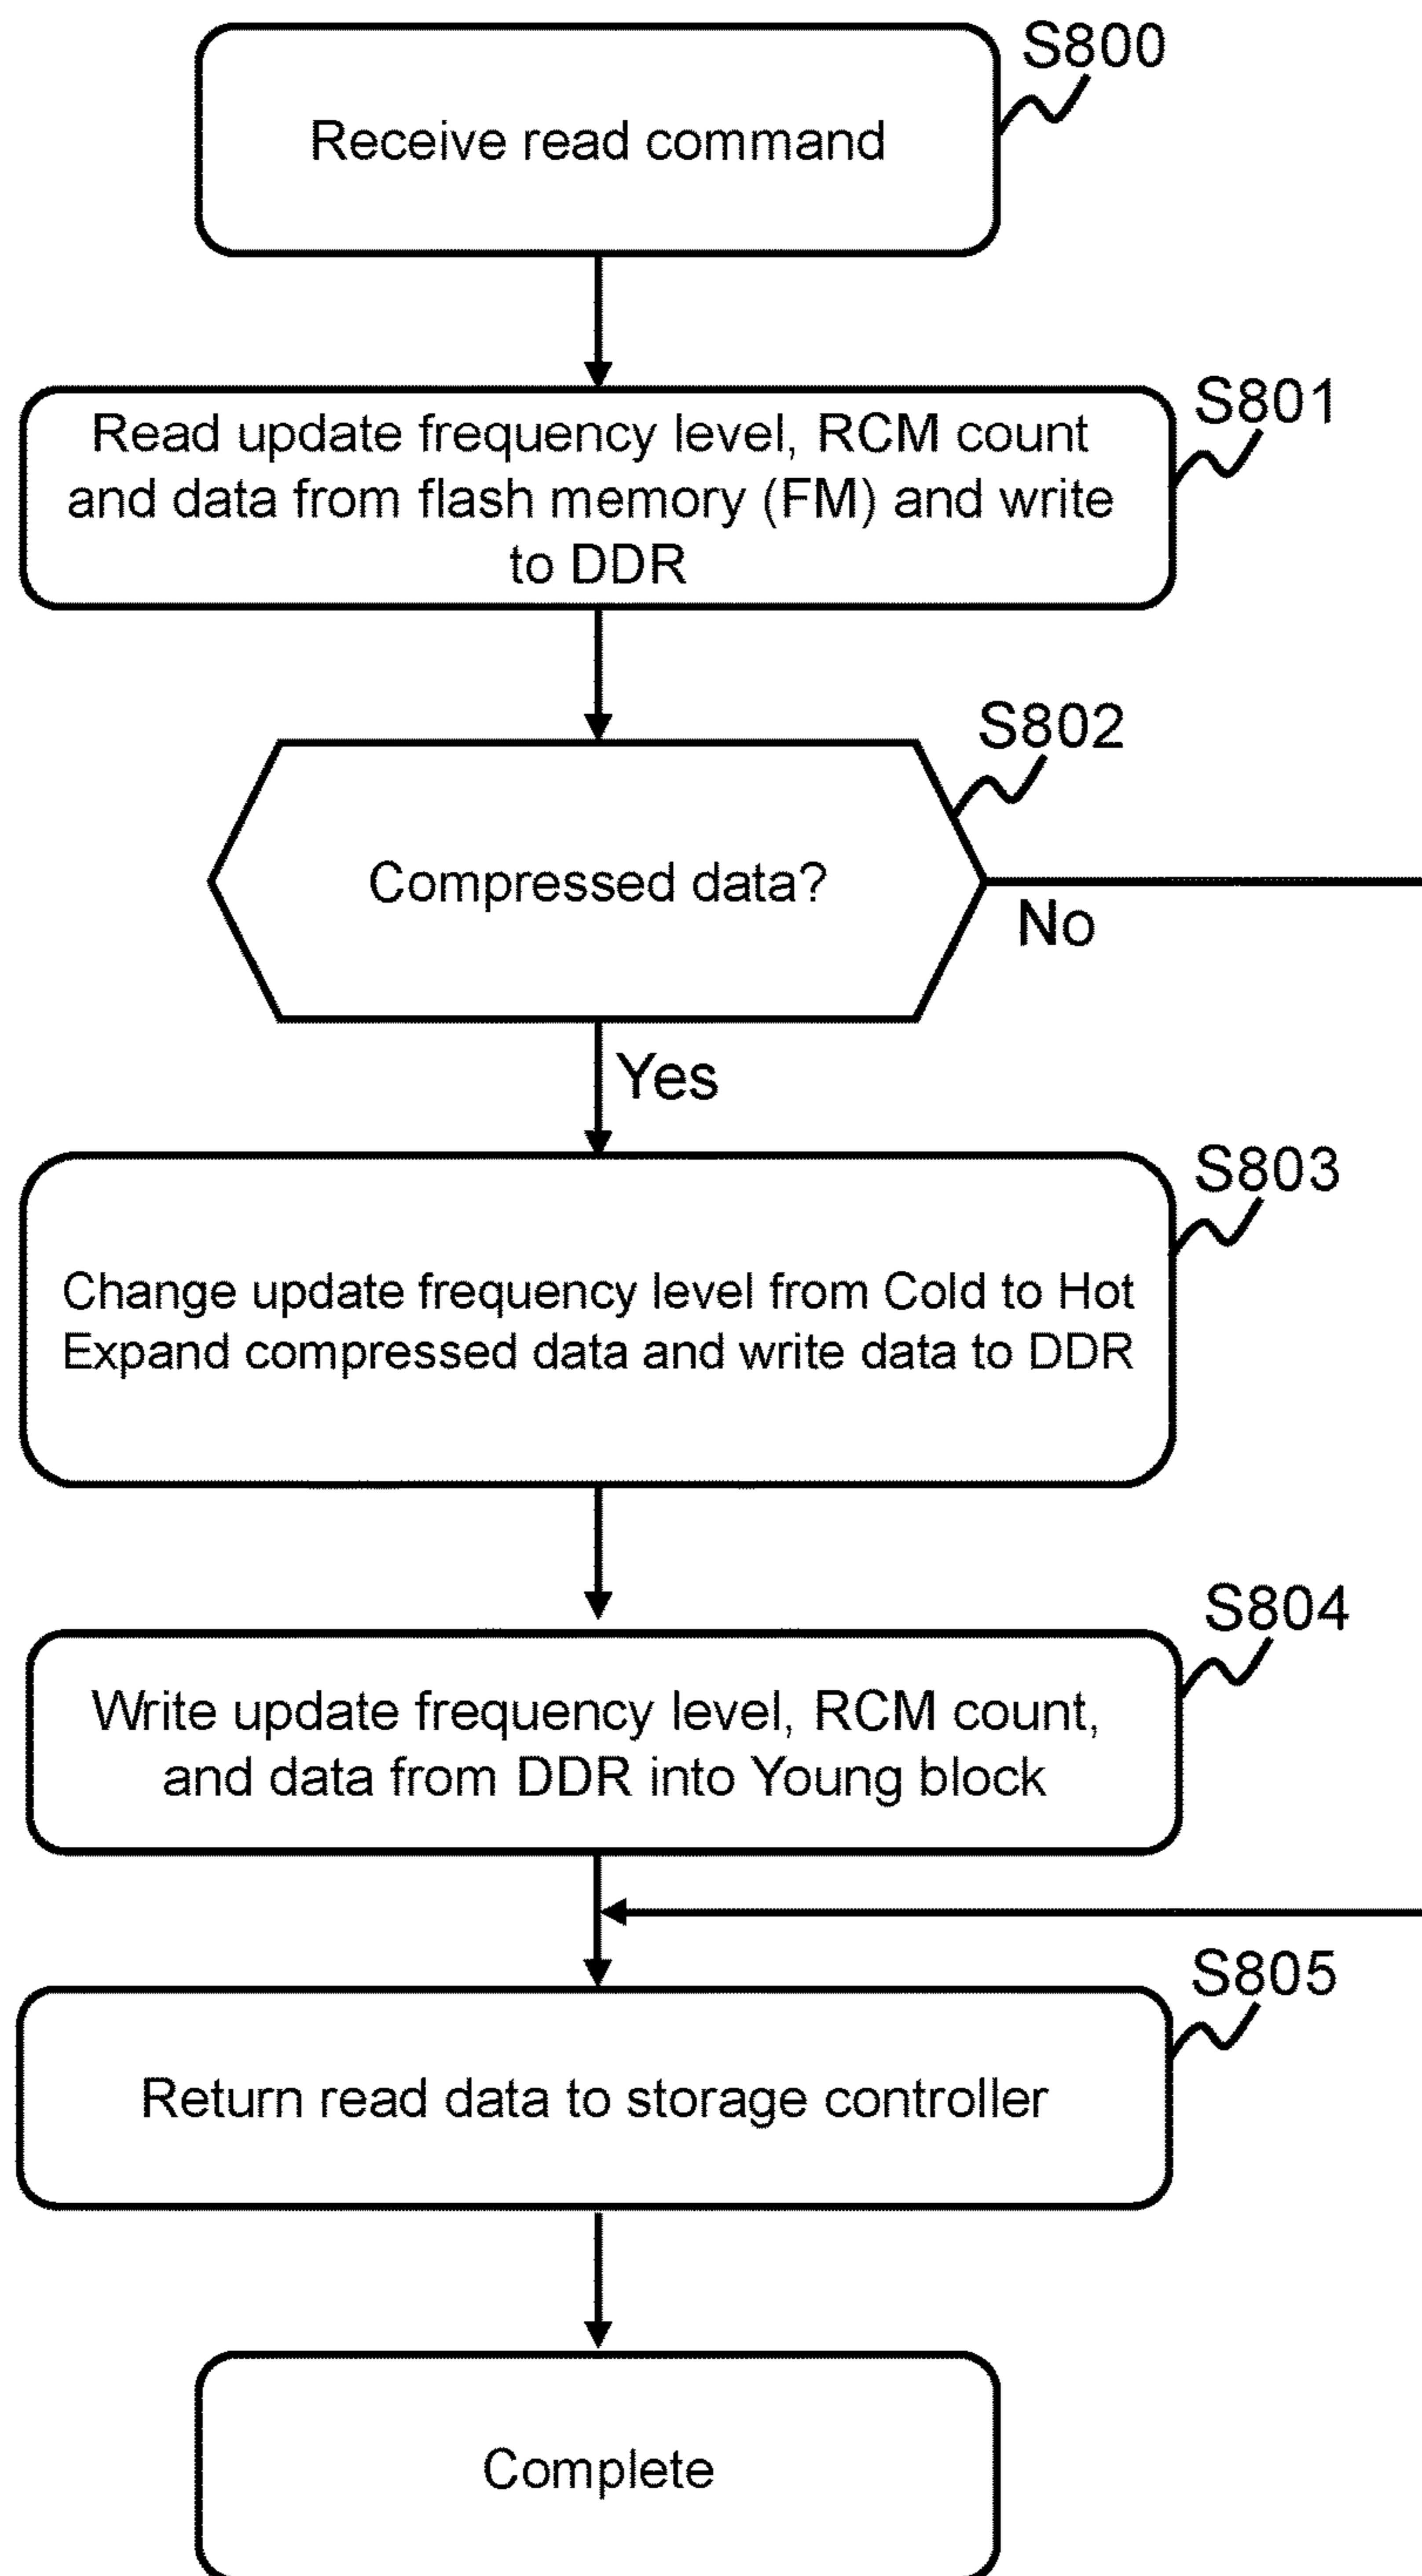 S800
Receive read command
S801
Read update frequency level, RCM count
and data from flash memory (FM) and write
to DDR
S802
Compressed data?
No
Yes
S803
Change update frequency level from Cold to Hot
Expand compressed data and write data to DDR
S804
Write update frequency level, RCM count,
and data from DDR into Young block
S805
Return read data to storage controller
Complete